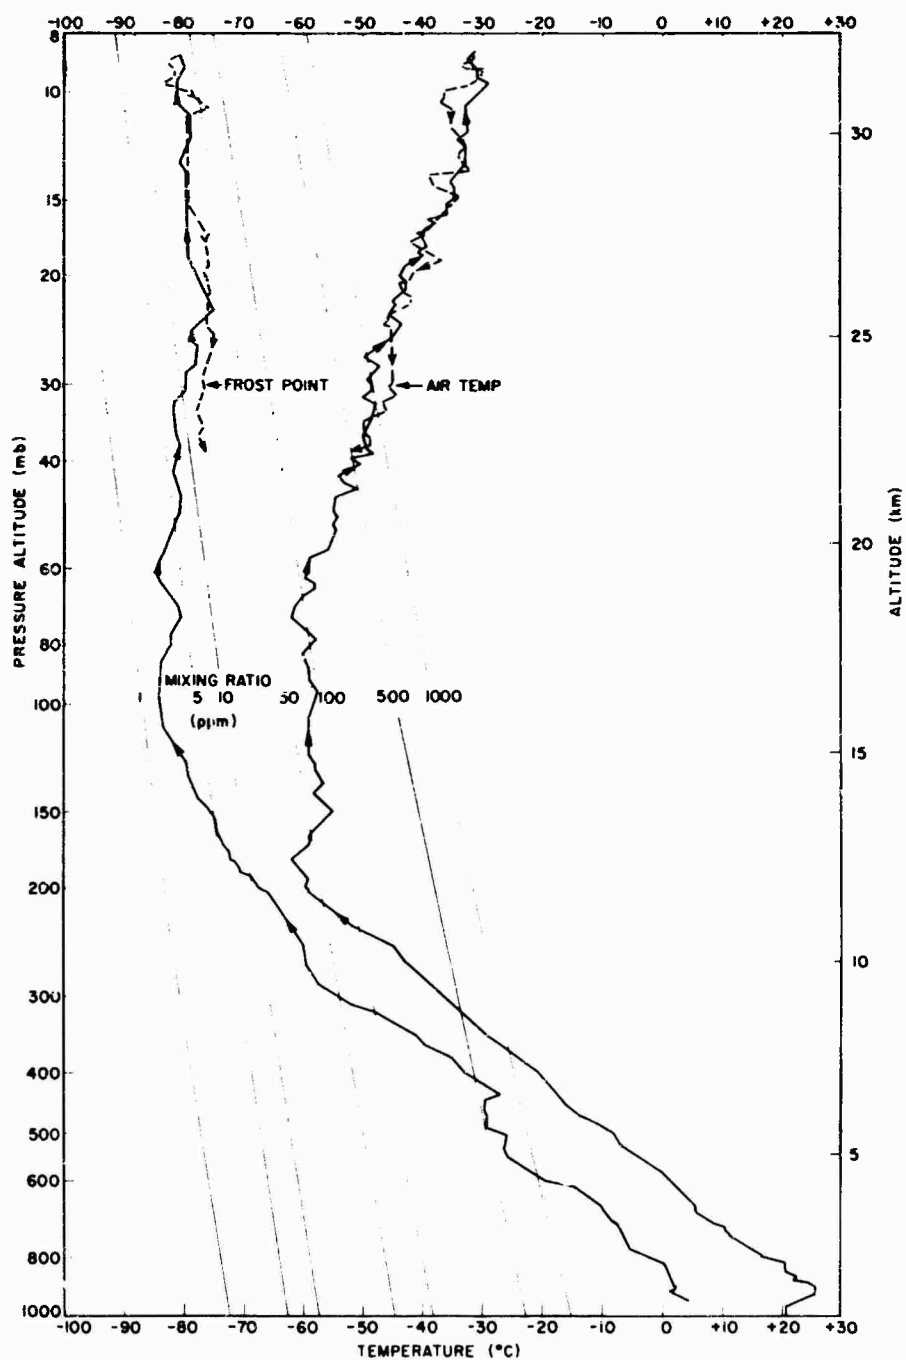 -100 -90 -80 -70 -60 -50 -40 -30 -20 -10 0 +10 +20 +30
8
10
30
15
20
25
30
FROST POINT
AIR TEMP
PRESSURE ALTITUDE (mb)
40
ALTITUDE (km)
20
60
80
MIXING RATIO
1 5 10 50 100 500 1000
100
(ppm)
15
150
200
10
300
400
500
5
600
800
1000
-100 -90 -80 -70 -60 -50 -40 -30 -20 -10 0 +10 +20 +30
TEMPERATURE (°C)